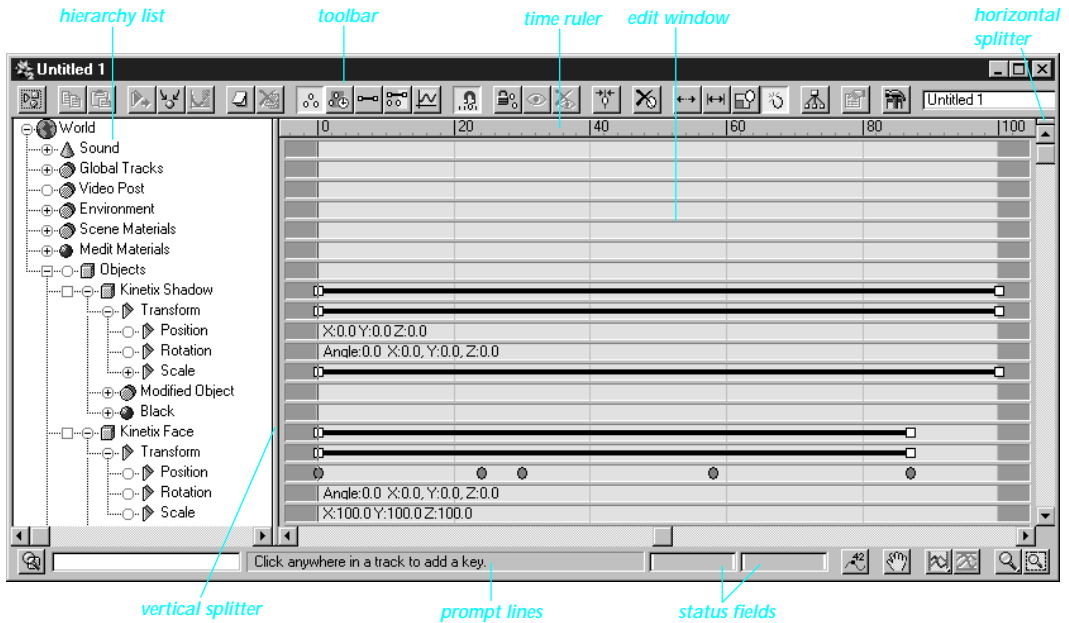 hierarchy list toolbar time ruler edit window horizontal splitter
Untitled 1
Untitled 1
World 0 20 40 60 80 100
Sound
Global Tracks
Video Post
Environment
Scene Materials
Medit Materials
Objects
Kinetix Shadow
Transform
Position X:0.0 Y:0.0 Z:0.0
Rotation Angle:0.0 X:0.0, Y:0.0, Z:0.0
Scale
Modified Object
Black
Kinetix Face
Transform
Position
Rotation Angle:0.0 X:0.0, Y:0.0, Z:0.0
Scale X:100.0 Y:100.0 Z:100.0
Click anywhere in a track to add a key. 42
vertical splitter prompt lines status fields